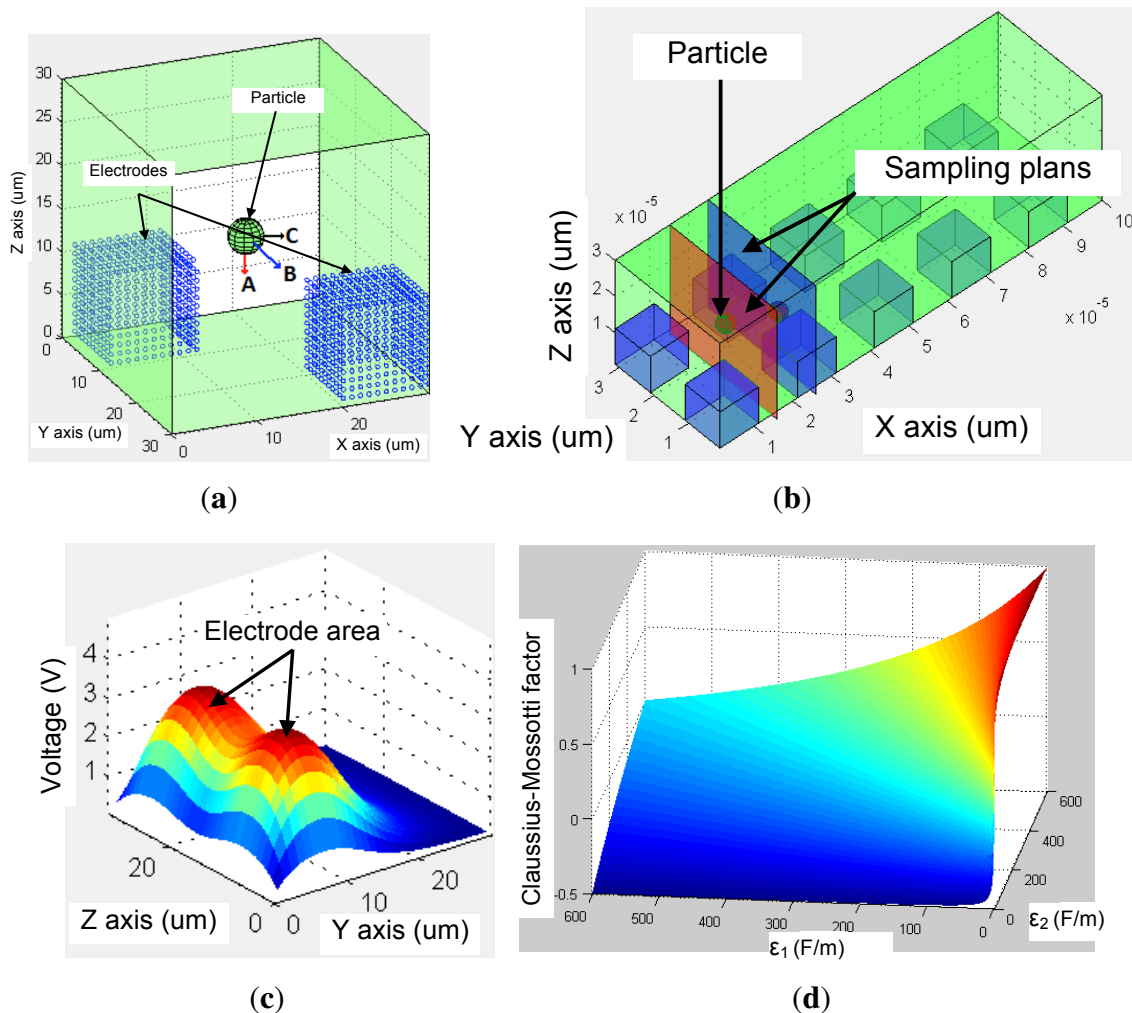 Z axis (um)
30
25
20
15
10
5
0
Particle
Electrodes
C
B
A
0
10
20
30
Y axis (um)
0
10
20
X axis (um)
(a)
Particle
Sampling plans
x 10⁻⁵
Z axis (um)
3
2
1
3
2
1
Y axis (um)
1
2
3
4
5
6
7
8
9
10
x 10⁻⁵
X axis (um)
(b)
Electrode area
Voltage (V)
4
3
2
1
20
0
Z axis (um)
0
10
20
Y axis (um)
(c)
Claussius-Mossotti factor
1
0.5
0
-0.5
600
500
400
300
200
100
0
ε₁ (F/m)
600
400
200
0
ε₂ (F/m)
(d)